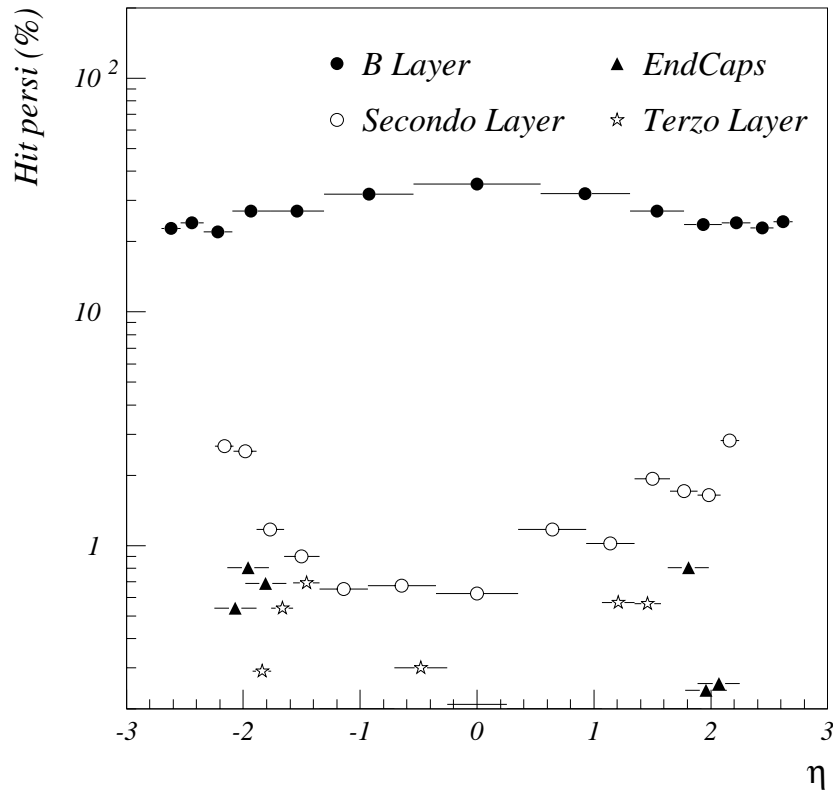 Hit persi (%)
B Layer
EndCaps
Secondo Layer
Terzo Layer
10 2
10
1
-3 -2 -1 0 1 2 3
η